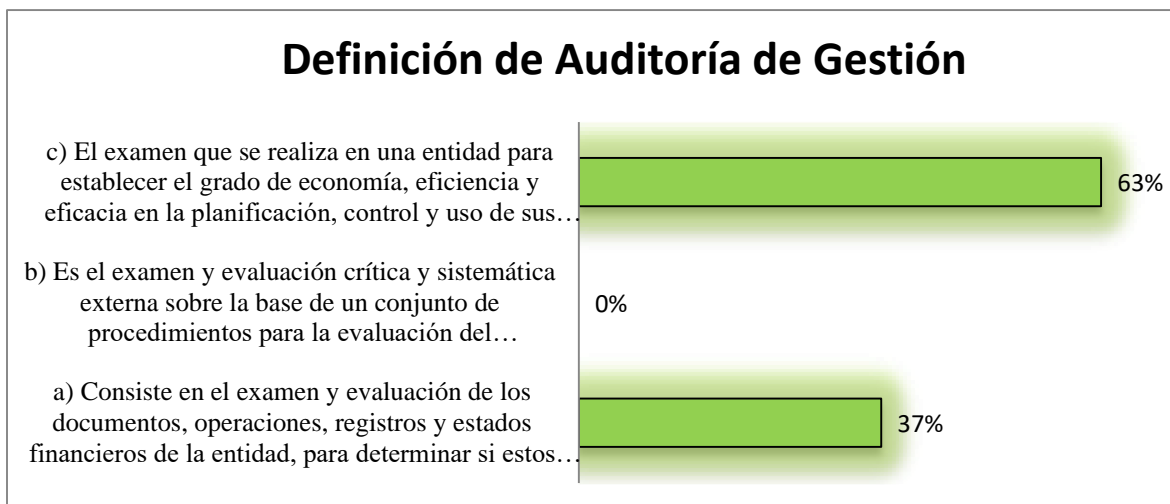 Definición de Auditoría de Gestión
c) El examen que se realiza en una entidad para
establecer el grado de economía, eficiencia y
eficacia en la planificación, control y uso de sus…
63%
b) Es el examen y evaluación crítica y sistemática
externa sobre la base de un conjunto de
procedimientos para la evaluación del…
0%
a) Consiste en el examen y evaluación de los
documentos, operaciones, registros y estados
financieros de la entidad, para determinar si estos…
37%